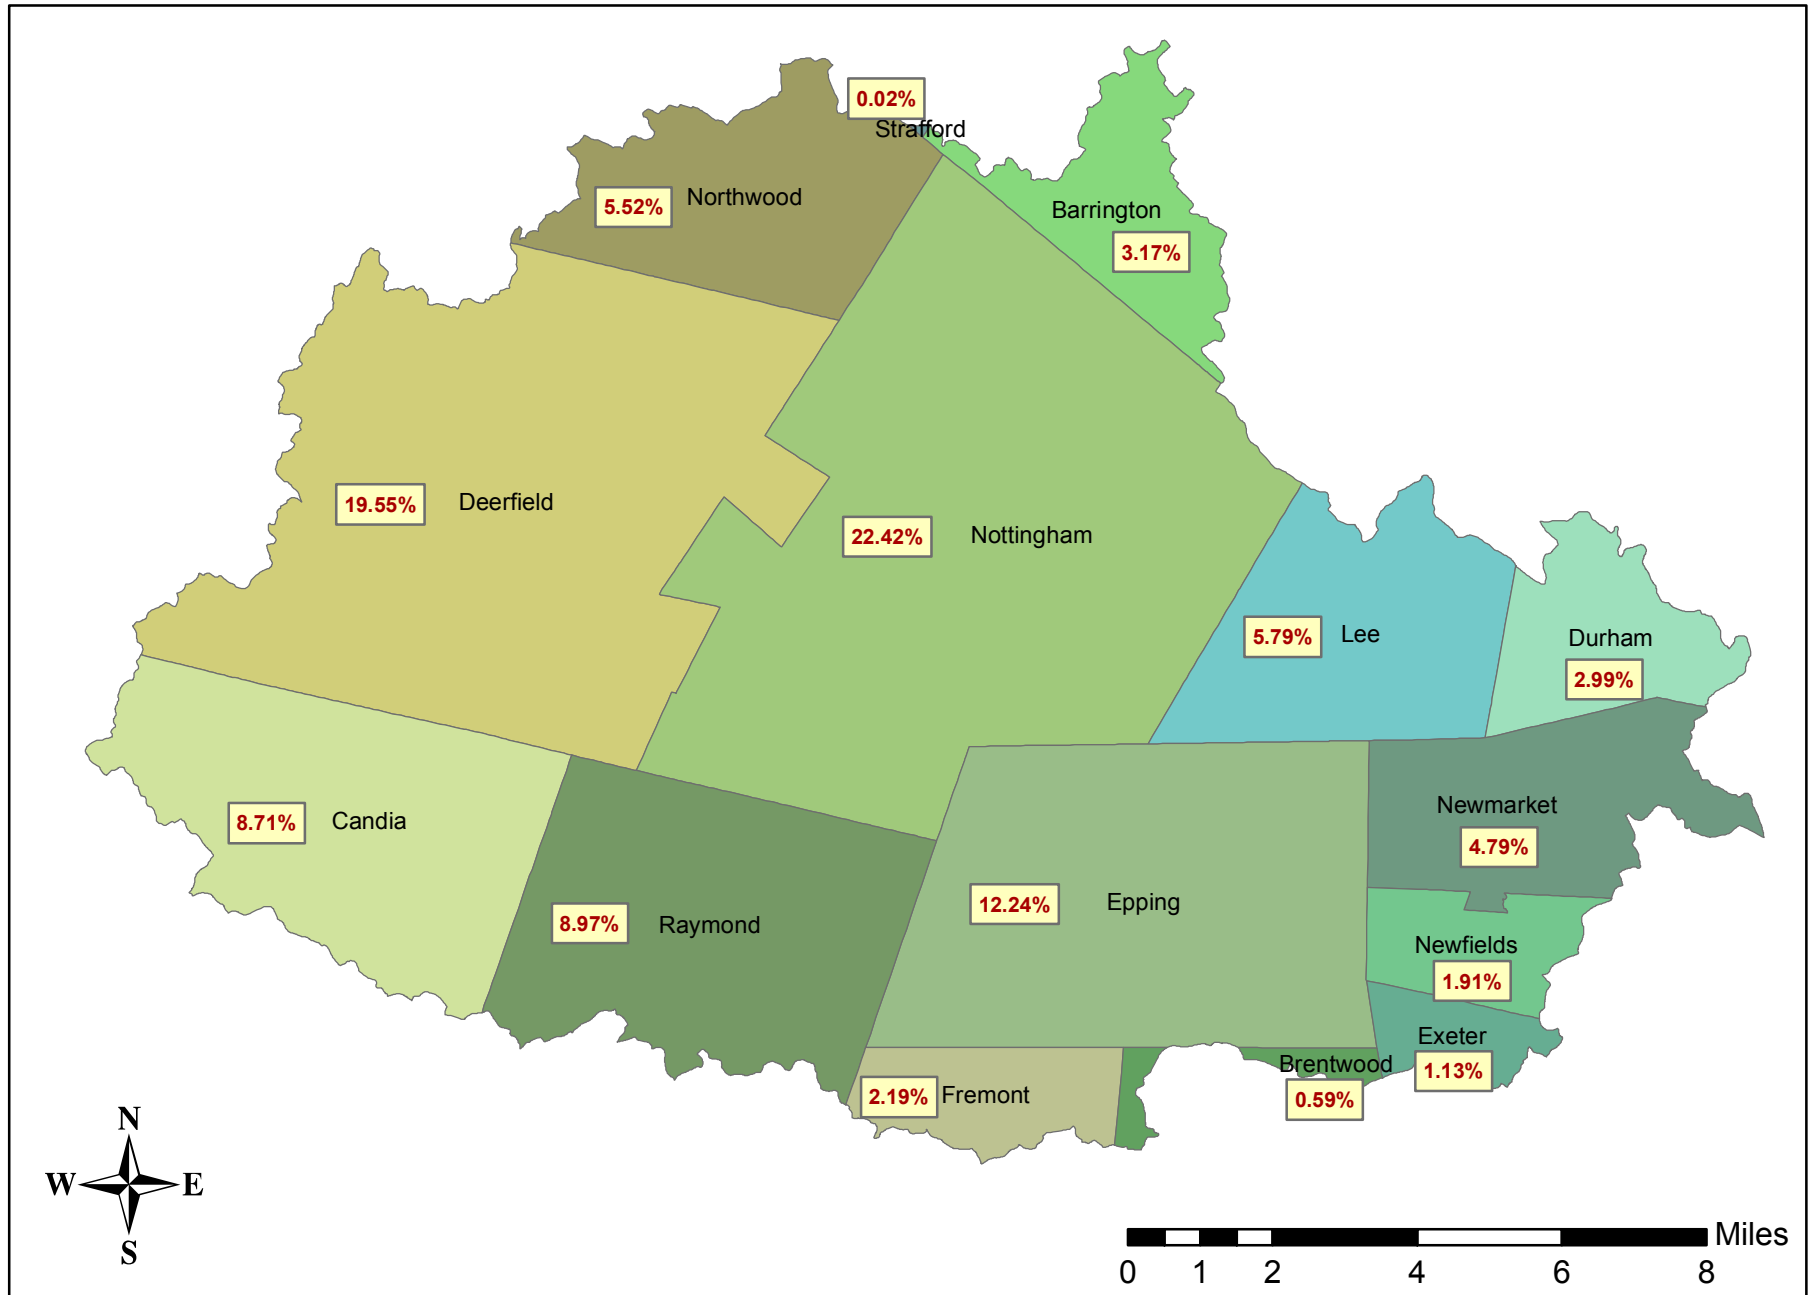 0.02%
Strafford
5.52%
Northwood
Barrington
3.17%
19.55%
Deerfield
22.42%
Nottingham
5.79%
Lee
Durham
2.99%
8.71%
Candia
Newmarket
4.79%
8.97%
Raymond
12.24%
Epping
Newfields
1.91%
Exeter
1.13%
Brentwood
0.59%
2.19%
Fremont
N
W
E
S
Miles
0 1 2 4 6 8